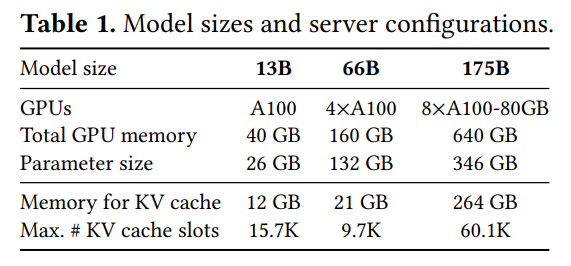 Table 1. Model sizes and server configurations.
Model size 13B 66B 175B
GPUs A100 4×A100 8×A100-80GB
Total GPU memory 40 GB 160 GB 640 GB
Parameter size 26 GB 132 GB 346 GB
Memory for KV cache 12 GB 21 GB 264 GB
Max. # KV cache slots 15.7K 9.7K 60.1K